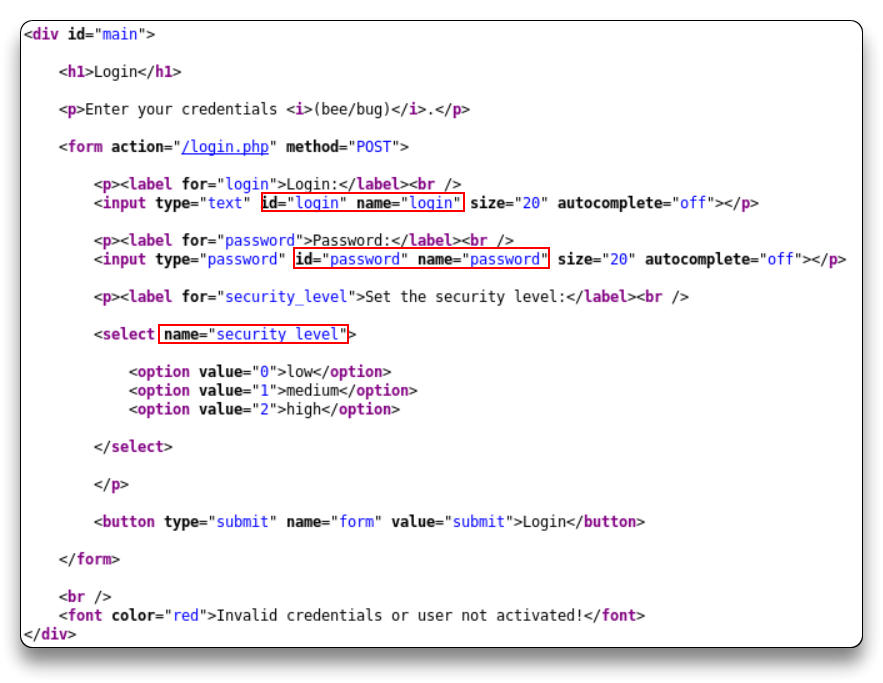 <div id="main">
<h1>Login</h1>
<p>Enter your credentials <i>(bee/bug)</i>.</p>
<form action="/login.php" method="POST">
<p><label for="login">Login:</label><br />
<input type="text" id="login" name="login" size="20" autocomplete="off"></p>
<p><label for="password">Password:</label><br />
<input type="password" id="password" name="password" size="20" autocomplete="off"></p>
<p><label for="security_level">Set the security level:</label><br />
<select name="security_level">
<option value="0">low</option>
<option value="1">medium</option>
<option value="2">high</option>
</select>
</p>
<button type="submit" name="form" value="submit">Login</button>
</form>
<br />
<font color="red">Invalid credentials or user not activated!</font>
</div>